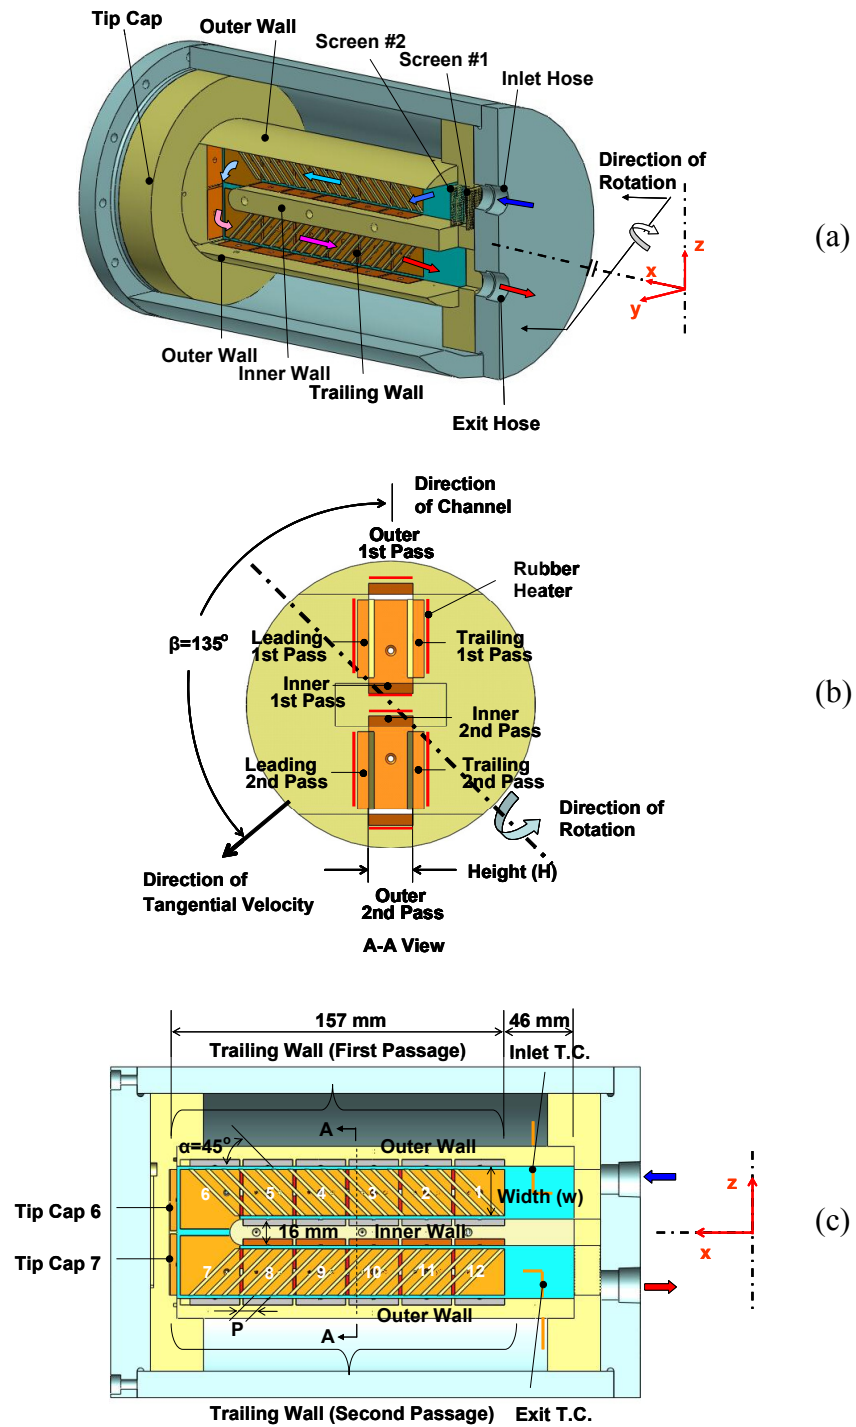 Tip Cap
Outer Wall
Screen #2
Screen #1
Inlet Hose
Direction of
Rotation
z
x
y
(a)
Outer Wall
Inner Wall
Trailing Wall
Exit Hose
Direction
of Channel
Outer
1st Pass
Rubber
Heater
β=135°
Leading
1st Pass
Trailing
1st Pass
Inner
1st Pass
(b)
Inner
2nd Pass
Leading
2nd Pass
Trailing
2nd Pass
Direction of
Rotation
Direction of
Tangential Velocity
Height (H)
Outer
2nd Pass
A-A View
157 mm
46 mm
Trailing Wall (First Passage)
Inlet T.C.
A
Outer Wall
α=45°
6 5 4 3 2 1
Width (w)
z
Tip Cap 6
16 mm
Inner Wall
x
(c)
Tip Cap 7
7 8 9 10 11 12
P
Outer Wall
A
Trailing Wall (Second Passage)
Exit T.C.